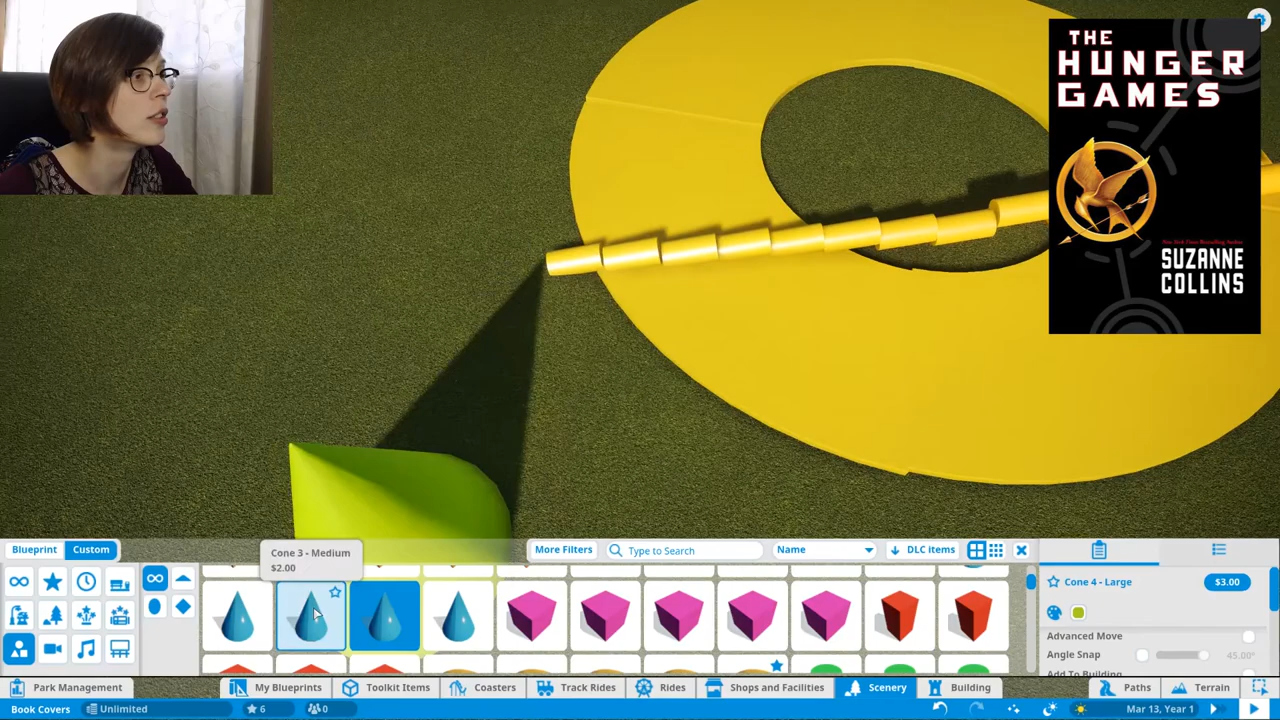 THE
HUNGER
GAMES
SUZANNE
COLLINS
Cone 3 - Medium
$2.00
Blueprint
Custom
More Filters
Type to Search
Name
DLC items
Cone 4 - Large
$3.00
Advanced Move
Angle Snap
45.00°
Park Management
My Blueprints
Toolkit Items
Coasters
Track Rides
Rides
Shops and Facilities
Scenery
Building
Paths
Terrain
Book Covers
Unlimited
6
0
Mar 13, Year 1